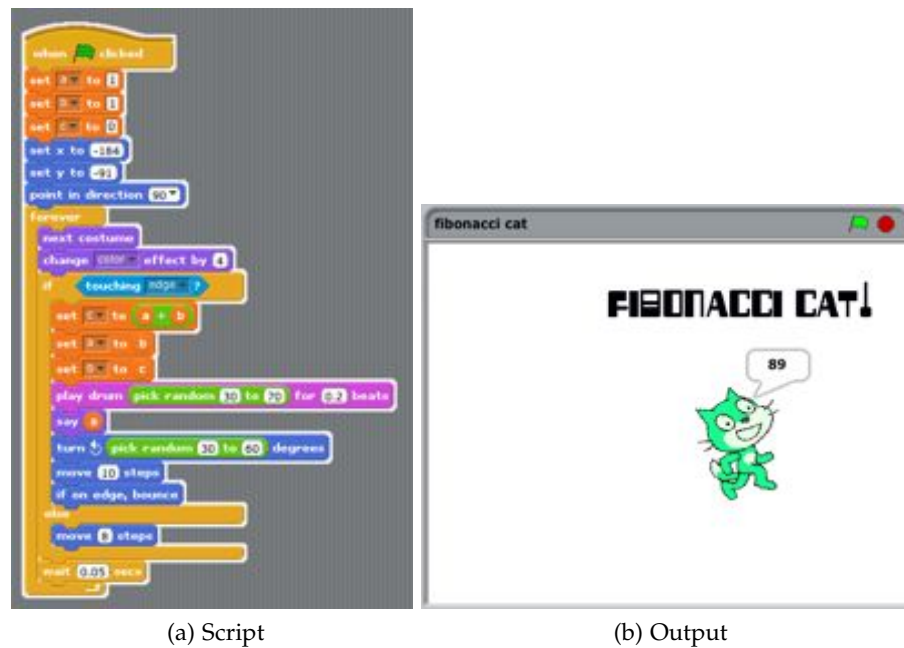 when clicked
set a to 1
set b to 1
set c to 0
set x to -184
set y to -91
point in direction 90
forever
next costume
change color effect by 4
if touching edge ?
set c to a + b
set a to b
set b to c
play drum pick random 30 to 70 for 0.2 beats
say a
turn pick random 30 to 60 degrees
move 10 steps
if on edge, bounce
else
move 8 steps
wait 0.05 secs
(a) Script
fibonacci cat
FIBONACCI CAT!
89
(b) Output